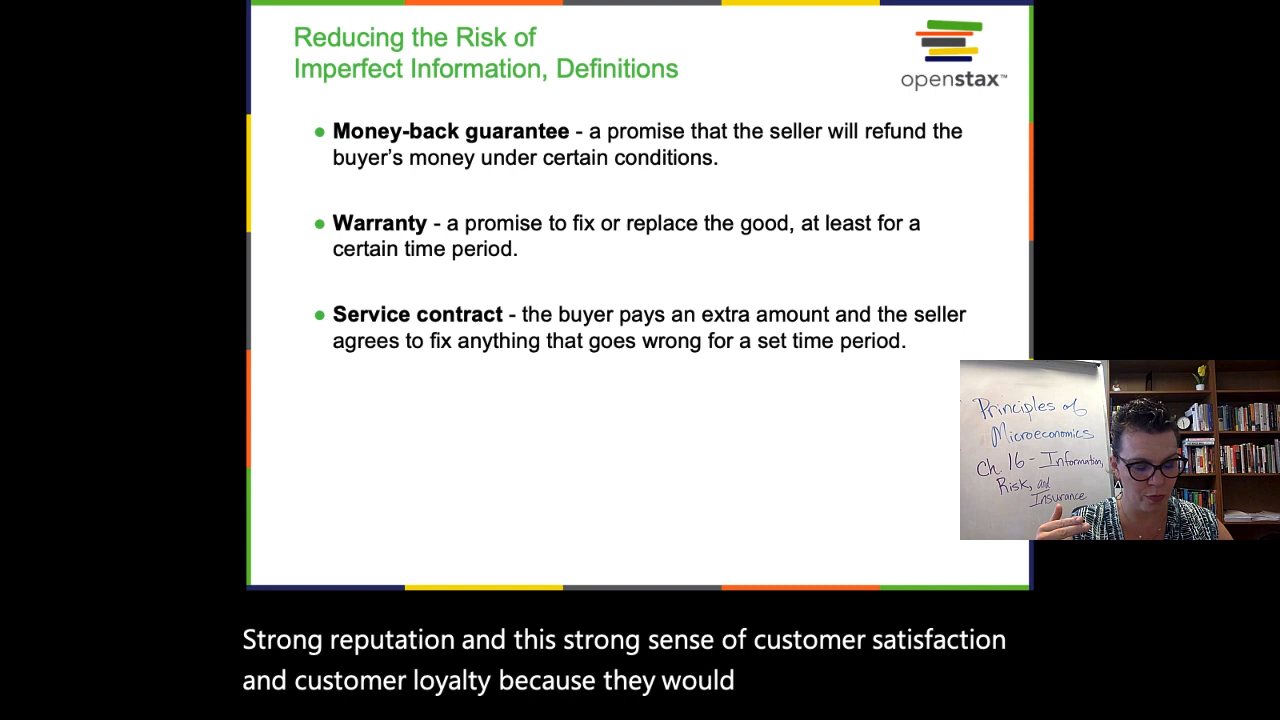 Reducing the Risk of
Imperfect Information, Definitions
openstax™
● Money-back guarantee - a promise that the seller will refund the
buyer's money under certain conditions.
● Warranty - a promise to fix or replace the good, at least for a
certain time period.
● Service contract - the buyer pays an extra amount and the seller
agrees to fix anything that goes wrong for a set time period.
Principles of
Microeconomics
Ch. 16 - Information,
Risk, and
Insurance
Strong reputation and this strong sense of customer satisfaction
and customer loyalty because they would